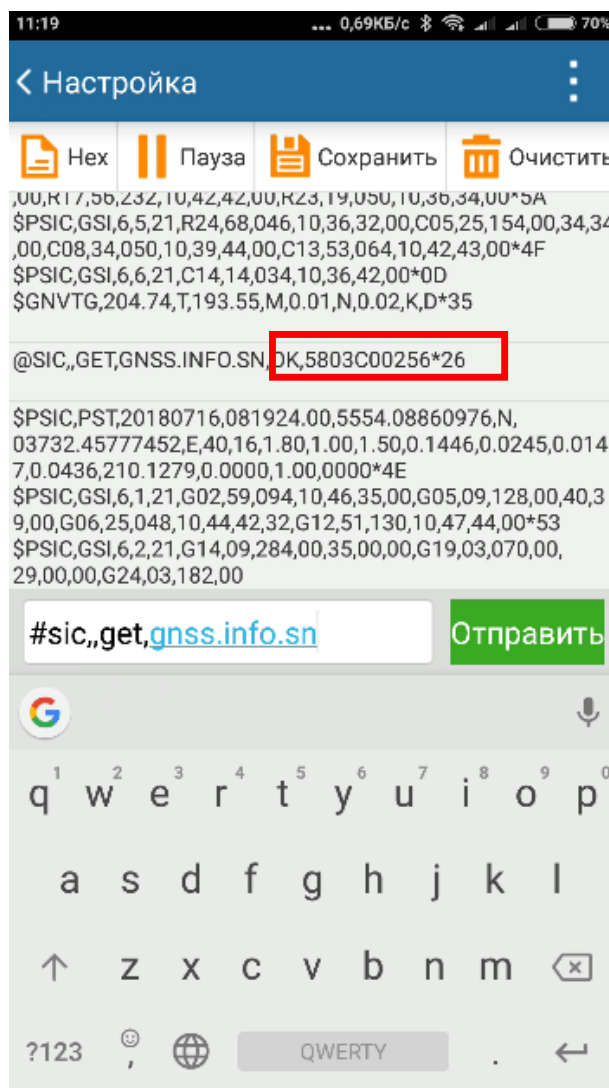 11:19 ... 0,69КБ/с 70%
Настройка
Hex Пауза Сохранить Очистить
,00,R17,56,232,10,42,42,00,R23,19,050,10,36,34,00*5A
$PSIC,GSI,6,5,21,R24,68,046,10,36,32,00,C05,25,154,00,34,34
,00,C08,34,050,10,39,44,00,C13,53,064,10,42,43,00*4F
$PSIC,GSI,6,6,21,C14,14,034,10,36,42,00*0D
$GNVTG,204.74,T,193.55,M,0.01,N,0.02,K,D*35
@SIC,,GET,GNSS.INFO.SN,OK,5803C00256*26
$PSIC,PST,20180716,081924.00,5554.08860976,N,
03732.45777452,E,40,16,1.80,1.00,1.50,0.1446,0.0245,0.014
7,0.0436,210.1279,0.0000,1.00,0000*4E
$PSIC,GSI,6,1,21,G02,59,094,10,46,35,00,G05,09,128,00,40,3
9,00,G06,25,048,10,44,42,32,G12,51,130,10,47,44,00*53
$PSIC,GSI,6,2,21,G14,09,284,00,35,00,00,G19,03,070,00,
29,00,00,G24,03,182,00
#sic,,get,gnss.info.sn Отправить
G
1 2 3 4 5 6 7 8 9 0
q w e r t y u i o p
a s d f g h j k l
z x c v b n m
?123 , QWERTY .